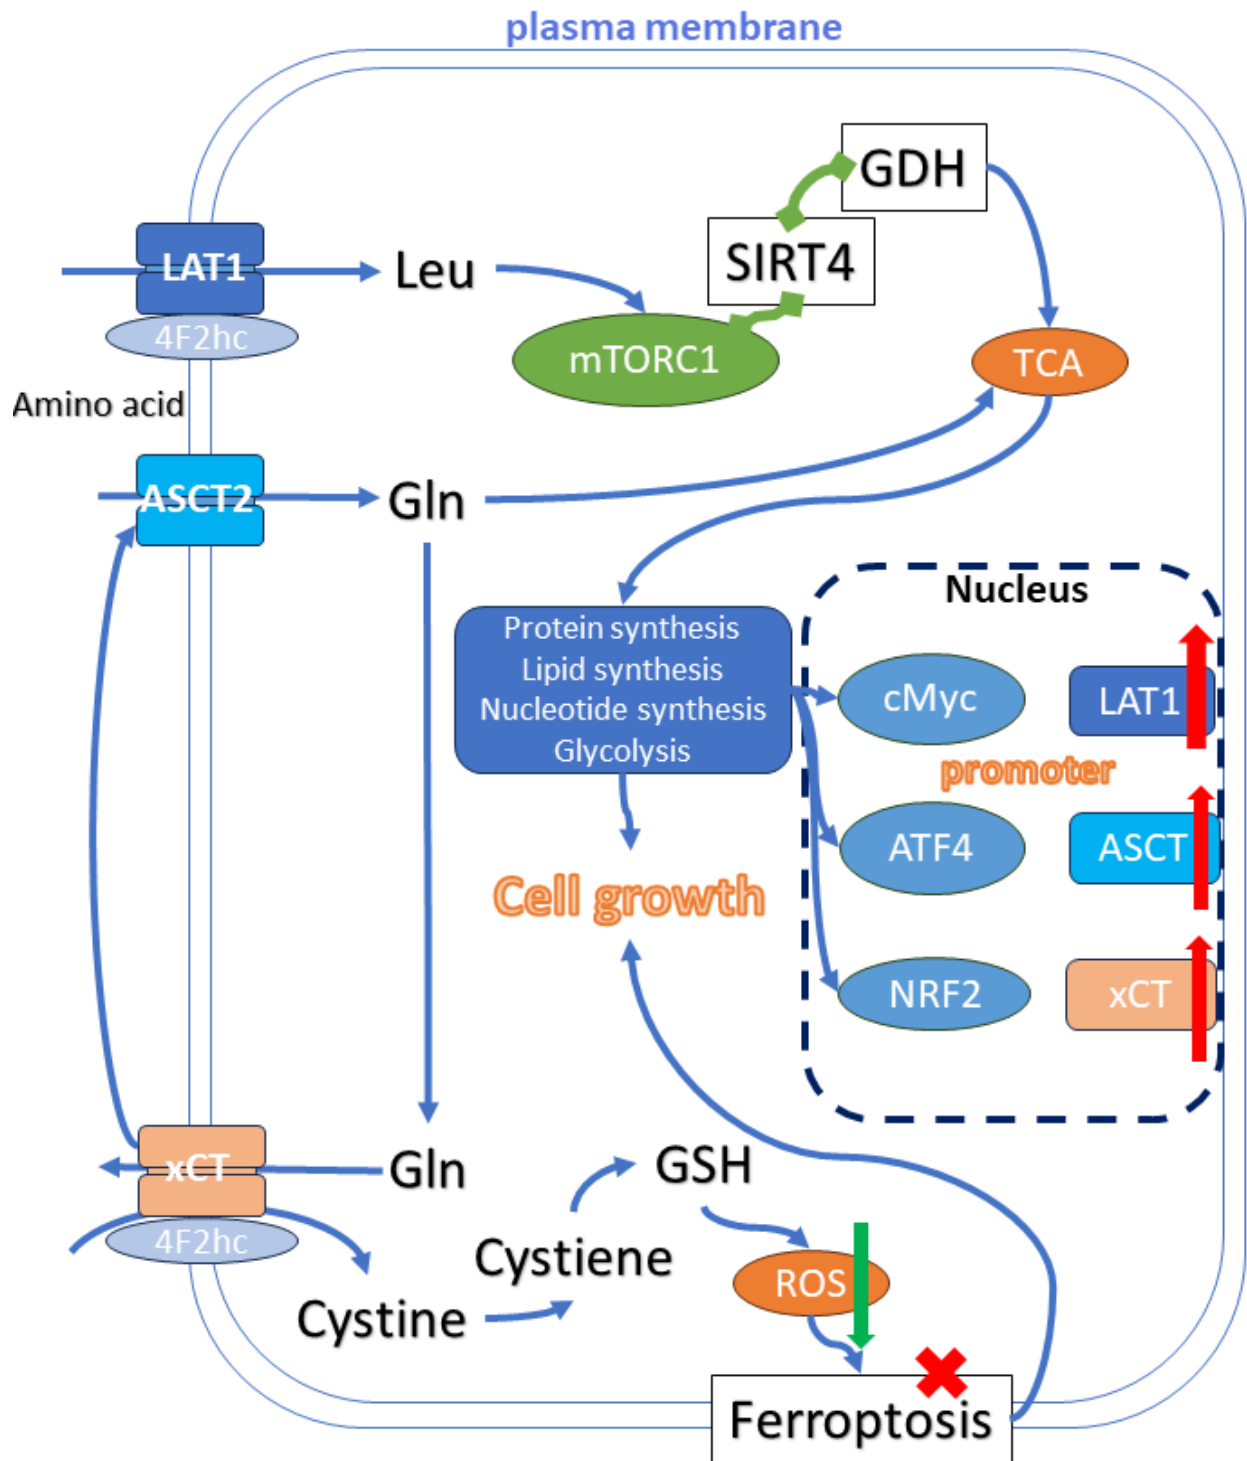 plasma membrane
GDH
SIRT4
LAT1
Leu
4F2hc
mTORC1
TCA
Amino acid
ASCT2
Gln
Nucleus
Protein synthesis
Lipid synthesis
Nucleotide synthesis
Glycolysis
cMyc
LAT1
promoter
ATF4
ASCT
Cell growth
NRF2
xCT
xCT
Gln
GSH
4F2hc
Cystiene
ROS
Cystine
Ferroptosis